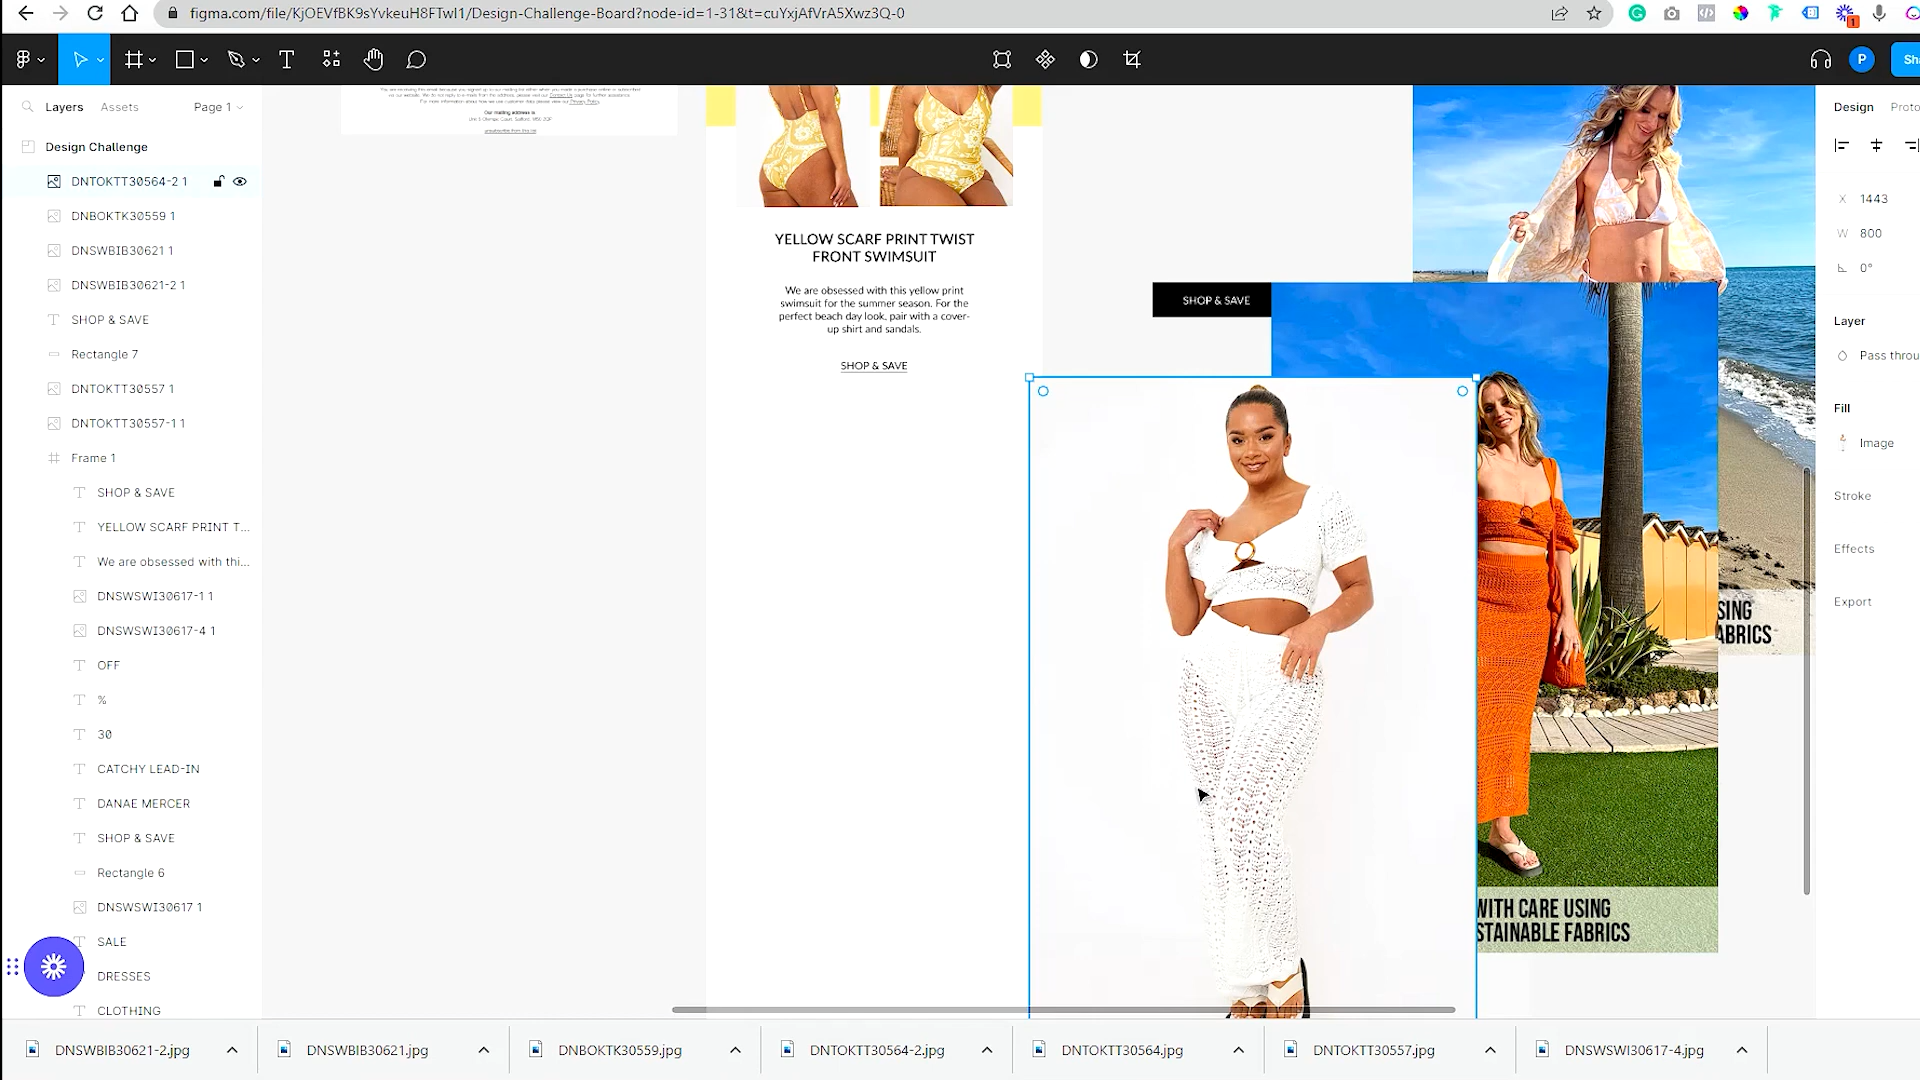 figma.com/file/KjOEVfBK9sYvkeuH8FTwl1/Design-Challenge-Board?node-id=1-31&t=cuYxjAfVrA5Xwz3Q-0
1
P
Sha
Layers
Assets
Page 1
Design Challenge
DNTOKTT30564-2 1
DNBOKTK30559 1
DNSWBIB30621 1
DNSWBIB30621-2 1
SHOP & SAVE
Rectangle 7
DNTOKTT30557 1
DNTOKTT30557-1 1
Frame 1
SHOP & SAVE
YELLOW SCARF PRINT T...
We are obsessed with thi...
DNSWSWI30617-1 1
DNSWSWI30617-4 1
OFF
%
30
CATCHY LEAD-IN
DANAE MERCER
SHOP & SAVE
Rectangle 6
DNSWSWI30617 1
SALE
DRESSES
CLOTHING
Our mailing address is:
YELLOW SCARF PRINT TWIST
FRONT SWIMSUIT
We are obsessed with this yellow print
swimsuit for the summer season. For the
perfect beach day look, pair with a cover-
up shirt and sandals.
SHOP & SAVE
SHOP & SAVE
SING
ABRICS
WITH CARE USING
STAINABLE FABRICS
Design
Proto
X 1443
W 800
0°
Layer
Pass throu
Fill
Image
Stroke
Effects
Export
DNSWBIB30621-2.jpg
DNSWBIB30621.jpg
DNBOKTK30559.jpg
DNTOKTT30564-2.jpg
DNTOKTT30564.jpg
DNTOKTT30557.jpg
DNSWSWI30617-4.jpg